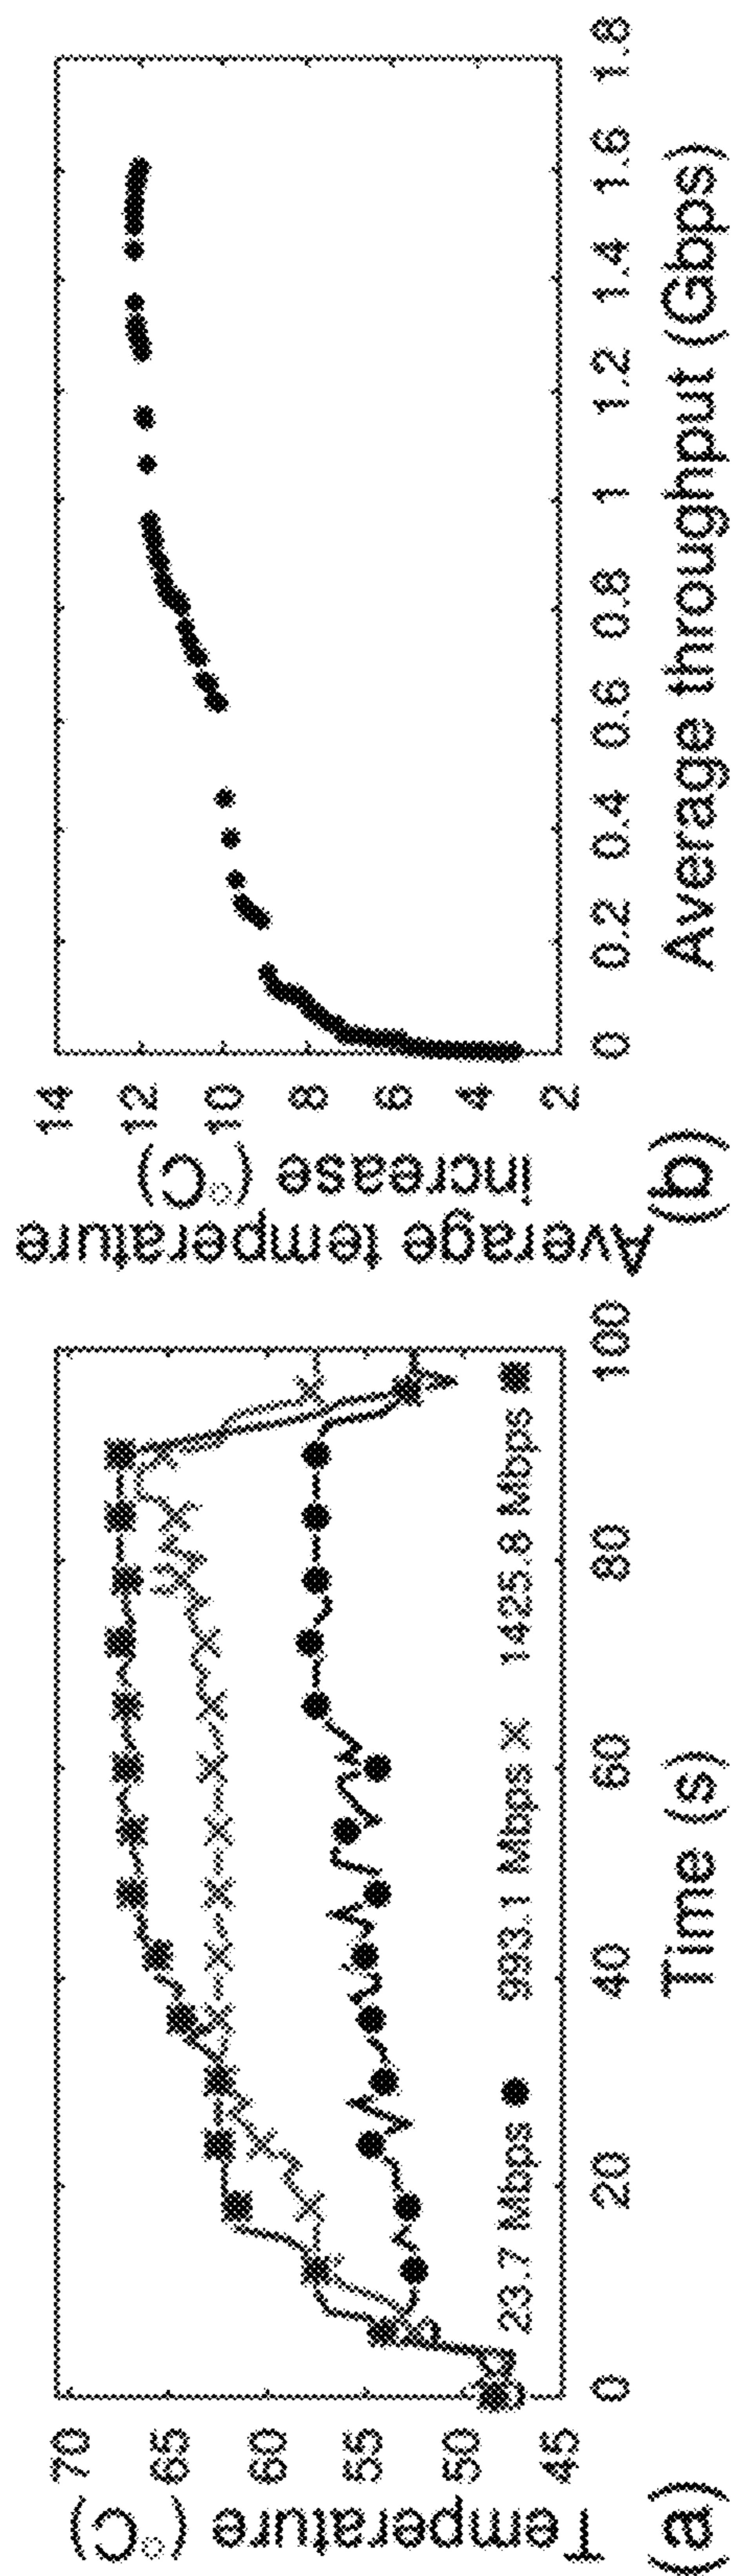 Temperature (°C)
70
65
60
55
50
45
23.7 Mbps
993.1 Mbps
1425.8 Mbps
0
20
40
60
80
100
Time (s)
(a)
Average temperature
increase (°C)
14
12
10
8
6
4
2
0
0.2
0.4
0.6
0.8
1
1.2
1.4
1.6
1.8
Average throughput (Gbps)
(b)